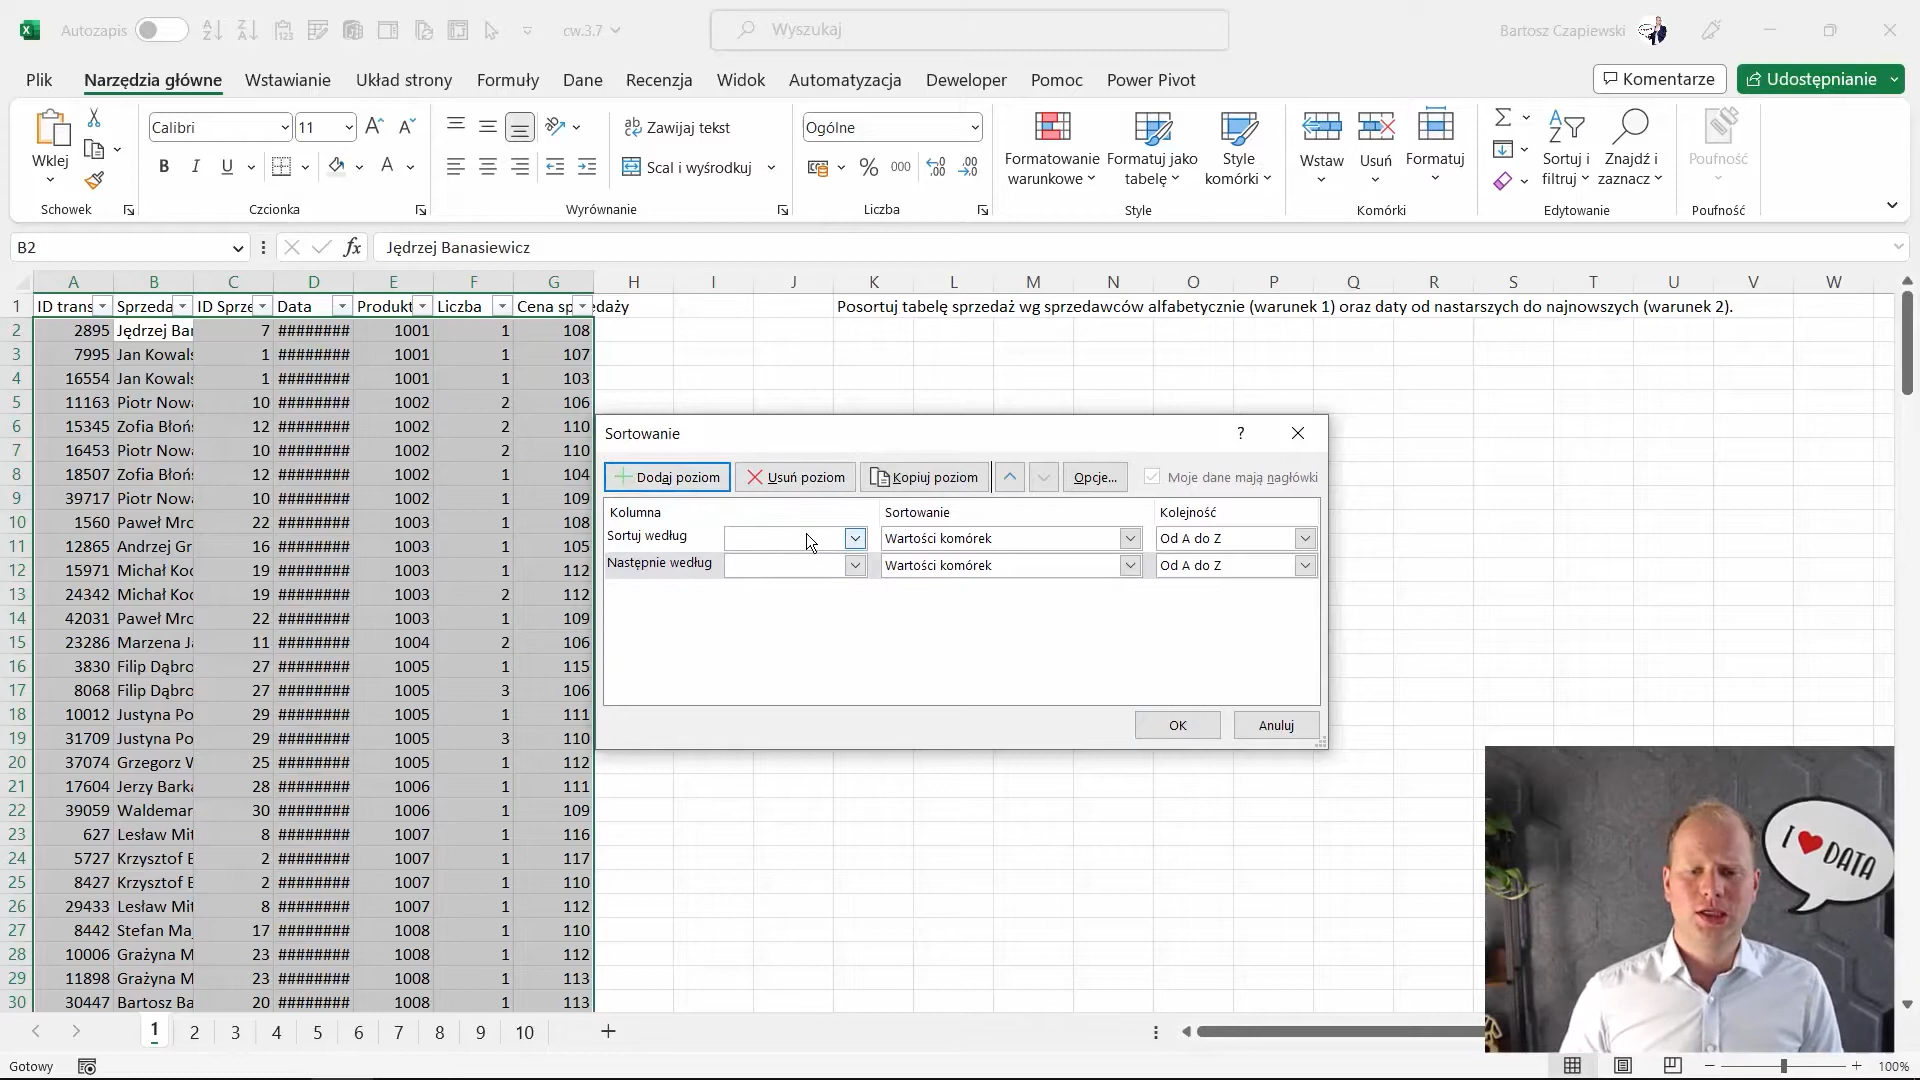 Autozapis
cw.3.7
Wyszukaj
Bartosz Czapiewski
Plik Narzędzia główne Wstawianie Układ strony Formuły Dane Recenzja Widok Automatyzacja Deweloper Pomoc Power Pivot
Komentarze Udostępnianie
Wklej
Schowek
Calibri 11
B I U A
Czcionka
Zawijaj tekst
Scal i wyśrodkuj
Wyrównanie
Ogólne
% 000
Liczba
Formatowanie warunkowe
Formatuj jako tabelę
Style komórki
Style
Wstaw Usuń Formatuj
Komórki
Sortuj i filtruj
Znajdź i zaznacz
Edytowanie
Poufność
Poufność
B2 fx Jędrzej Banasiewicz
A B C D E F G H I J K L M N O P Q R S T U V W
1 ID trans Sprzeda ID Sprze Data Produkt Liczba Cena sp edaży Posortuj tabelę sprzedaż wg sprzedawców alfabetycznie (warunek 1) oraz daty od nastarszych do najnowszych (warunek 2).
2 2895 Jędrzej Ba 7 ######## 1001 1 108
3 7995 Jan Kowals 1 ######## 1001 1 107
4 16554 Jan Kowals 1 ######## 1001 1 103
5 11163 Piotr Nowa 10 ######## 1002 2 106
6 15345 Zofia Błońs 12 ######## 1002 2 110
7 16453 Piotr Nowa 10 ######## 1002 2 110
8 18507 Zofia Błońs 12 ######## 1002 1 104
9 39717 Piotr Nowa 10 ######## 1002 1 109
10 1560 Paweł Mro 22 ######## 1003 1 108
11 12865 Andrzej Gr 16 ######## 1003 1 105
12 15971 Michał Koc 19 ######## 1003 1 112
13 24342 Michał Koc 19 ######## 1003 2 112
14 42031 Paweł Mro 22 ######## 1003 1 109
15 23286 Marzena Ja 11 ######## 1004 2 106
16 3830 Filip Dąbro 27 ######## 1005 1 115
17 8068 Filip Dąbro 27 ######## 1005 3 106
18 10012 Justyna Po 29 ######## 1005 1 111
19 31709 Justyna Po 29 ######## 1005 3 110
20 37074 Grzegorz W 25 ######## 1005 1 112
21 17604 Jerzy Barka 28 ######## 1006 1 111
22 39059 Waldemar 30 ######## 1006 1 109
23 627 Lesław Mit 8 ######## 1007 1 116
24 5727 Krzysztof B 2 ######## 1007 1 117
25 8427 Krzysztof B 2 ######## 1007 1 110
26 29433 Lesław Mit 8 ######## 1007 1 112
27 8442 Stefan Maj 17 ######## 1008 1 110
28 10006 Grażyna M 23 ######## 1008 1 112
29 11898 Grażyna M 23 ######## 1008 1 113
30 30447 Bartosz Ba 20 ######## 1008 1 113
Sortowanie ?
Dodaj poziom Usuń poziom Kopiuj poziom Opcje... Moje dane mają nagłówki
Kolumna Sortowanie Kolejność
Sortuj według Wartości komórek Od A do Z
Następnie według Wartości komórek Od A do Z
OK Anuluj
I DATA
1 2 3 4 5 6 7 8 9 10
Gotowy 100%